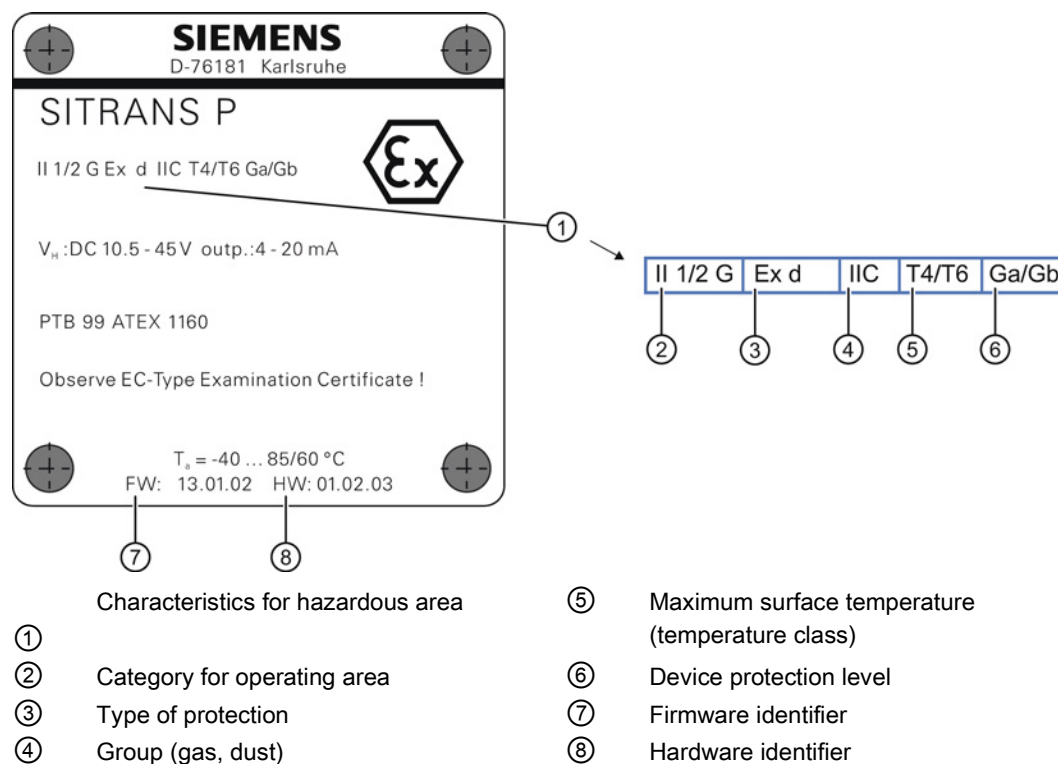 SIEMENS
D-76181 Karlsruhe
SITRANS P
II 1/2 G Ex d IIC T4/T6 Ga/Gb
Ex
V_H :DC 10.5 - 45 V outp.:4 - 20 mA
PTB 99 ATEX 1160
Observe EC-Type Examination Certificate !
T_a = -40 ... 85/60 °C
FW: 13.01.02 HW: 01.02.03
①
II 1/2 G Ex d IIC T4/T6 Ga/Gb
② ③ ④ ⑤ ⑥
⑦ ⑧
① Characteristics for hazardous area
② Category for operating area
③ Type of protection
④ Group (gas, dust)
⑤ Maximum surface temperature
(temperature class)
⑥ Device protection level
⑦ Firmware identifier
⑧ Hardware identifier